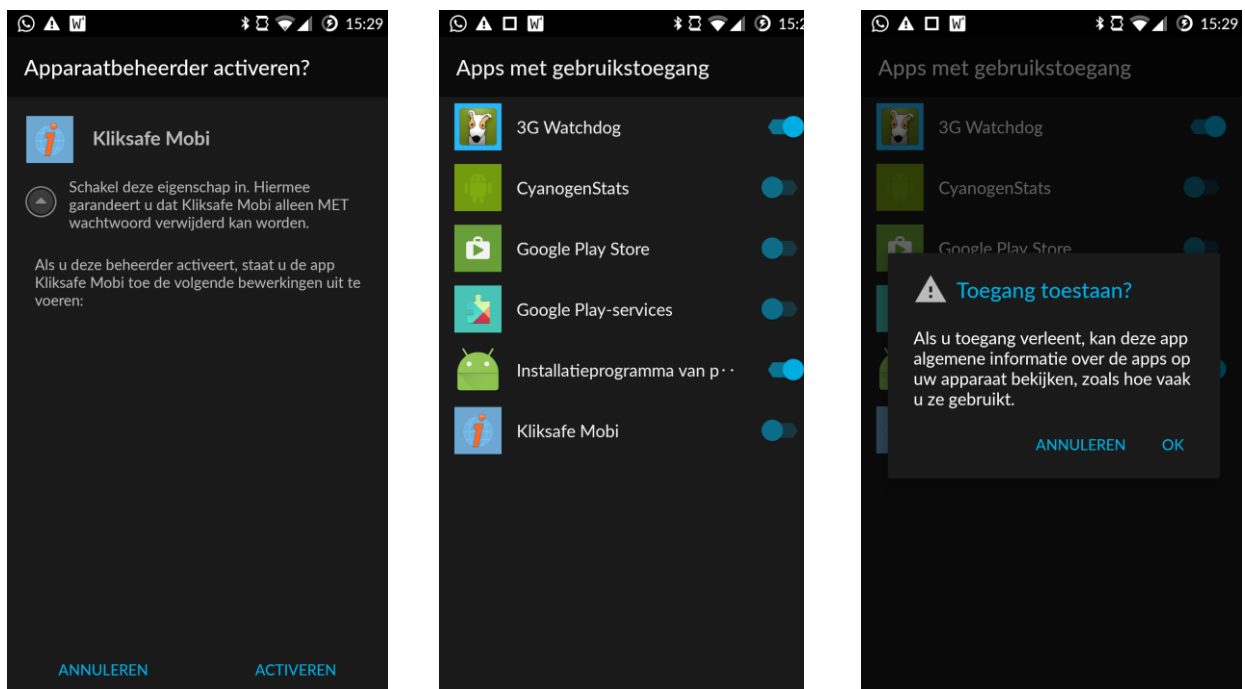 15:29
Apparaatbeheerder activeren?
Kliksafe Mobi
Schakel deze eigenschap in. Hiermee
garandeert u dat Kliksafe Mobi alleen MET
wachtwoord verwijderd kan worden.
Als u deze beheerder activeert, staat u de app
Kliksafe Mobi toe de volgende bewerkingen uit te
voeren:
ANNULEREN
ACTIVEREN
15:2
Apps met gebruikstoegang
3G Watchdog
CyanogenStats
Google Play Store
Google Play-services
Installatieprogramma van p··
Kliksafe Mobi
15:29
Apps met gebruikstoegang
3G Watchdog
CyanogenStats
Google Play Store
Toegang toestaan?
Als u toegang verleent, kan deze app
algemene informatie over de apps op
uw apparaat bekijken, zoals hoe vaak
u ze gebruikt.
ANNULEREN
OK